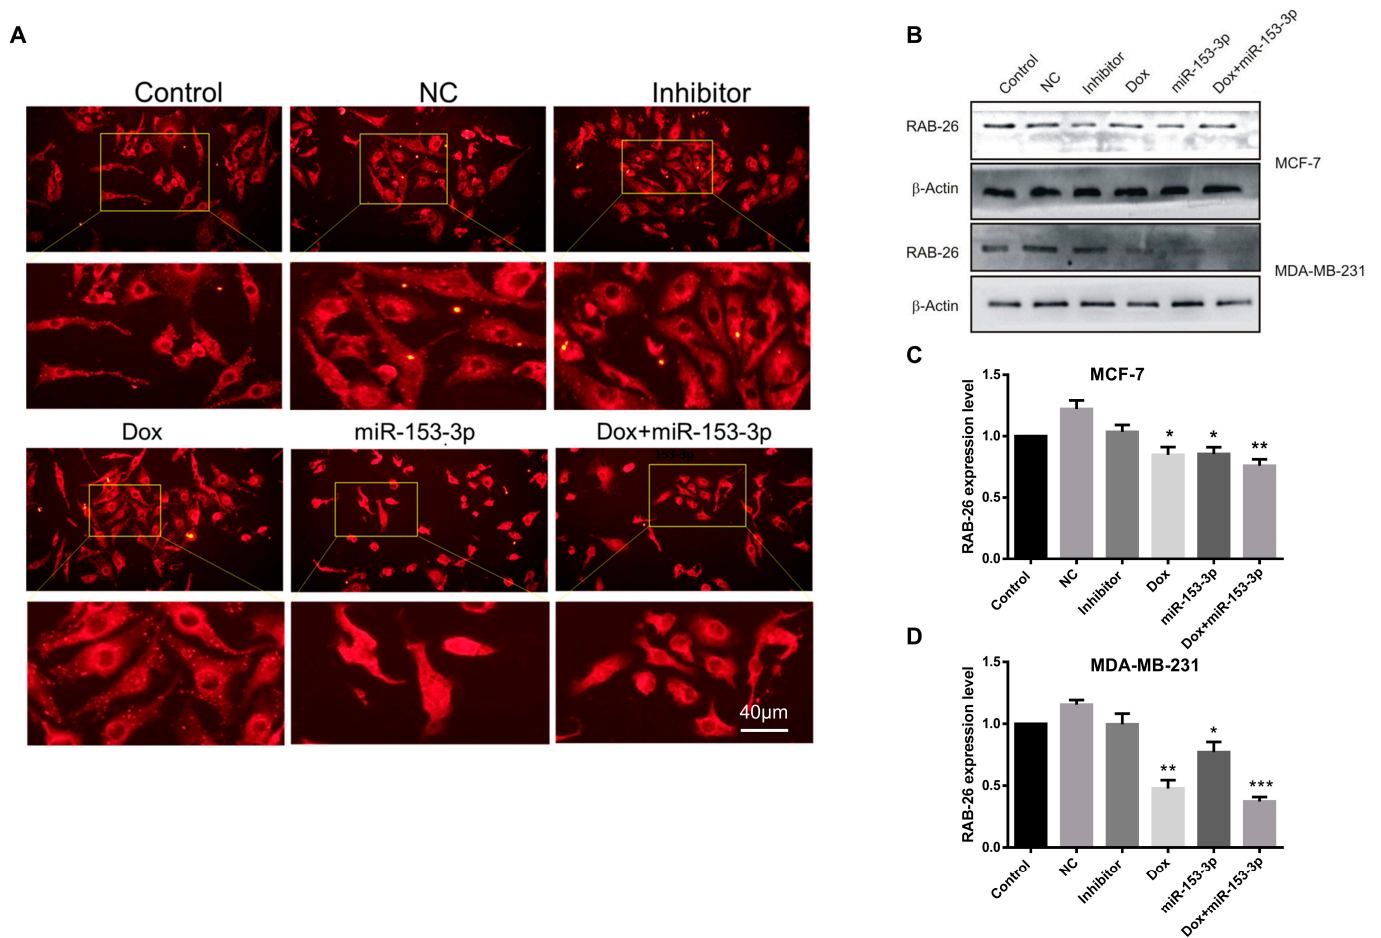 A
Control NC Inhibitor
Dox miR-153-3p Dox+miR-153-3p
153-3p
40μm
B
Control NC Inhibitor Dox miR-153-3p Dox+miR-153-3p
RAB-26
MCF-7
β-Actin
RAB-26
MDA-MB-231
β-Actin
C
MCF-7
RAB-26 expression level
1.5
1.0
0.5
0.0
* * **
Control NC Inhibitor Dox miR-153-3p Dox+miR-153-3p
D
MDA-MB-231
RAB-26 expression level
1.5
1.0
0.5
0.0
** * ***
Control NC Inhibitor Dox miR-153-3p Dox+miR-153-3p